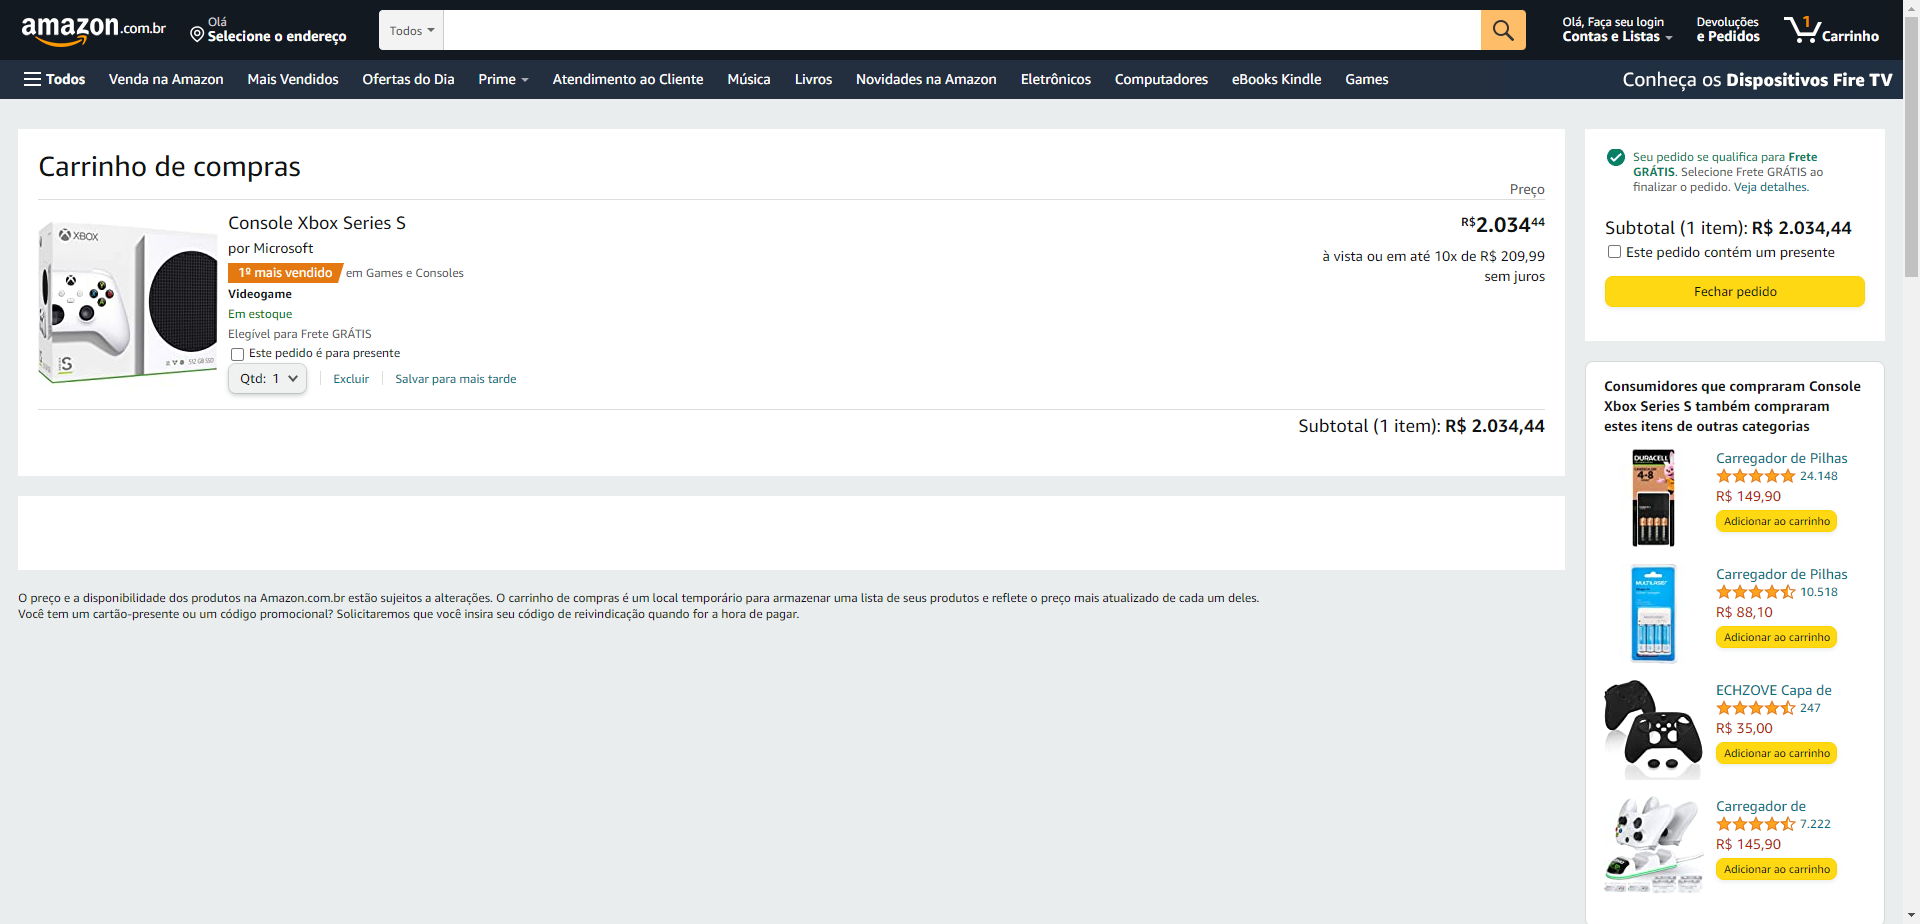 amazon.com.br
Olá
Selecione o endereço
Todos
Olá, Faça seu login
Contas e Listas
Devoluções
e Pedidos
1
Carrinho
Todos
Venda na Amazon
Mais Vendidos
Ofertas do Dia
Prime
Atendimento ao Cliente
Música
Livros
Novidades na Amazon
Eletrônicos
Computadores
eBooks Kindle
Games
Conheça os Dispositivos Fire TV
Carrinho de compras
Preço
XBOX
S
512 GB SSD
Console Xbox Series S
por Microsoft
1º mais vendido em Games e Consoles
Videogame
Em estoque
Elegível para Frete GRÁTIS
Este pedido é para presente
Qtd: 1
Excluir
Salvar para mais tarde
R$2.03444
à vista ou em até 10x de R$ 209,99
sem juros
Subtotal (1 item): R$ 2.034,44
O preço e a disponibilidade dos produtos na Amazon.com.br estão sujeitos a alterações. O carrinho de compras é um local temporário para armazenar uma lista de seus produtos e reflete o preço mais atualizado de cada um deles.
Você tem um cartão-presente ou um código promocional? Solicitaremos que você insira seu código de reivindicação quando for a hora de pagar.
Seu pedido se qualifica para Frete
GRÁTIS. Selecione Frete GRÁTIS ao
finalizar o pedido. Veja detalhes.
Subtotal (1 item): R$ 2.034,44
Este pedido contém um presente
Fechar pedido
Consumidores que compraram Console
Xbox Series S também compraram
estes itens de outras categorias
DURACELL
4-8
Carregador de Pilhas
24.148
R$ 149,90
Adicionar ao carrinho
MULTILASER
Carregador de Pilhas
10.518
R$ 88,10
Adicionar ao carrinho
ECHZOVE Capa de
247
R$ 35,00
Adicionar ao carrinho
Carregador de
7.222
R$ 145,90
Adicionar ao carrinho